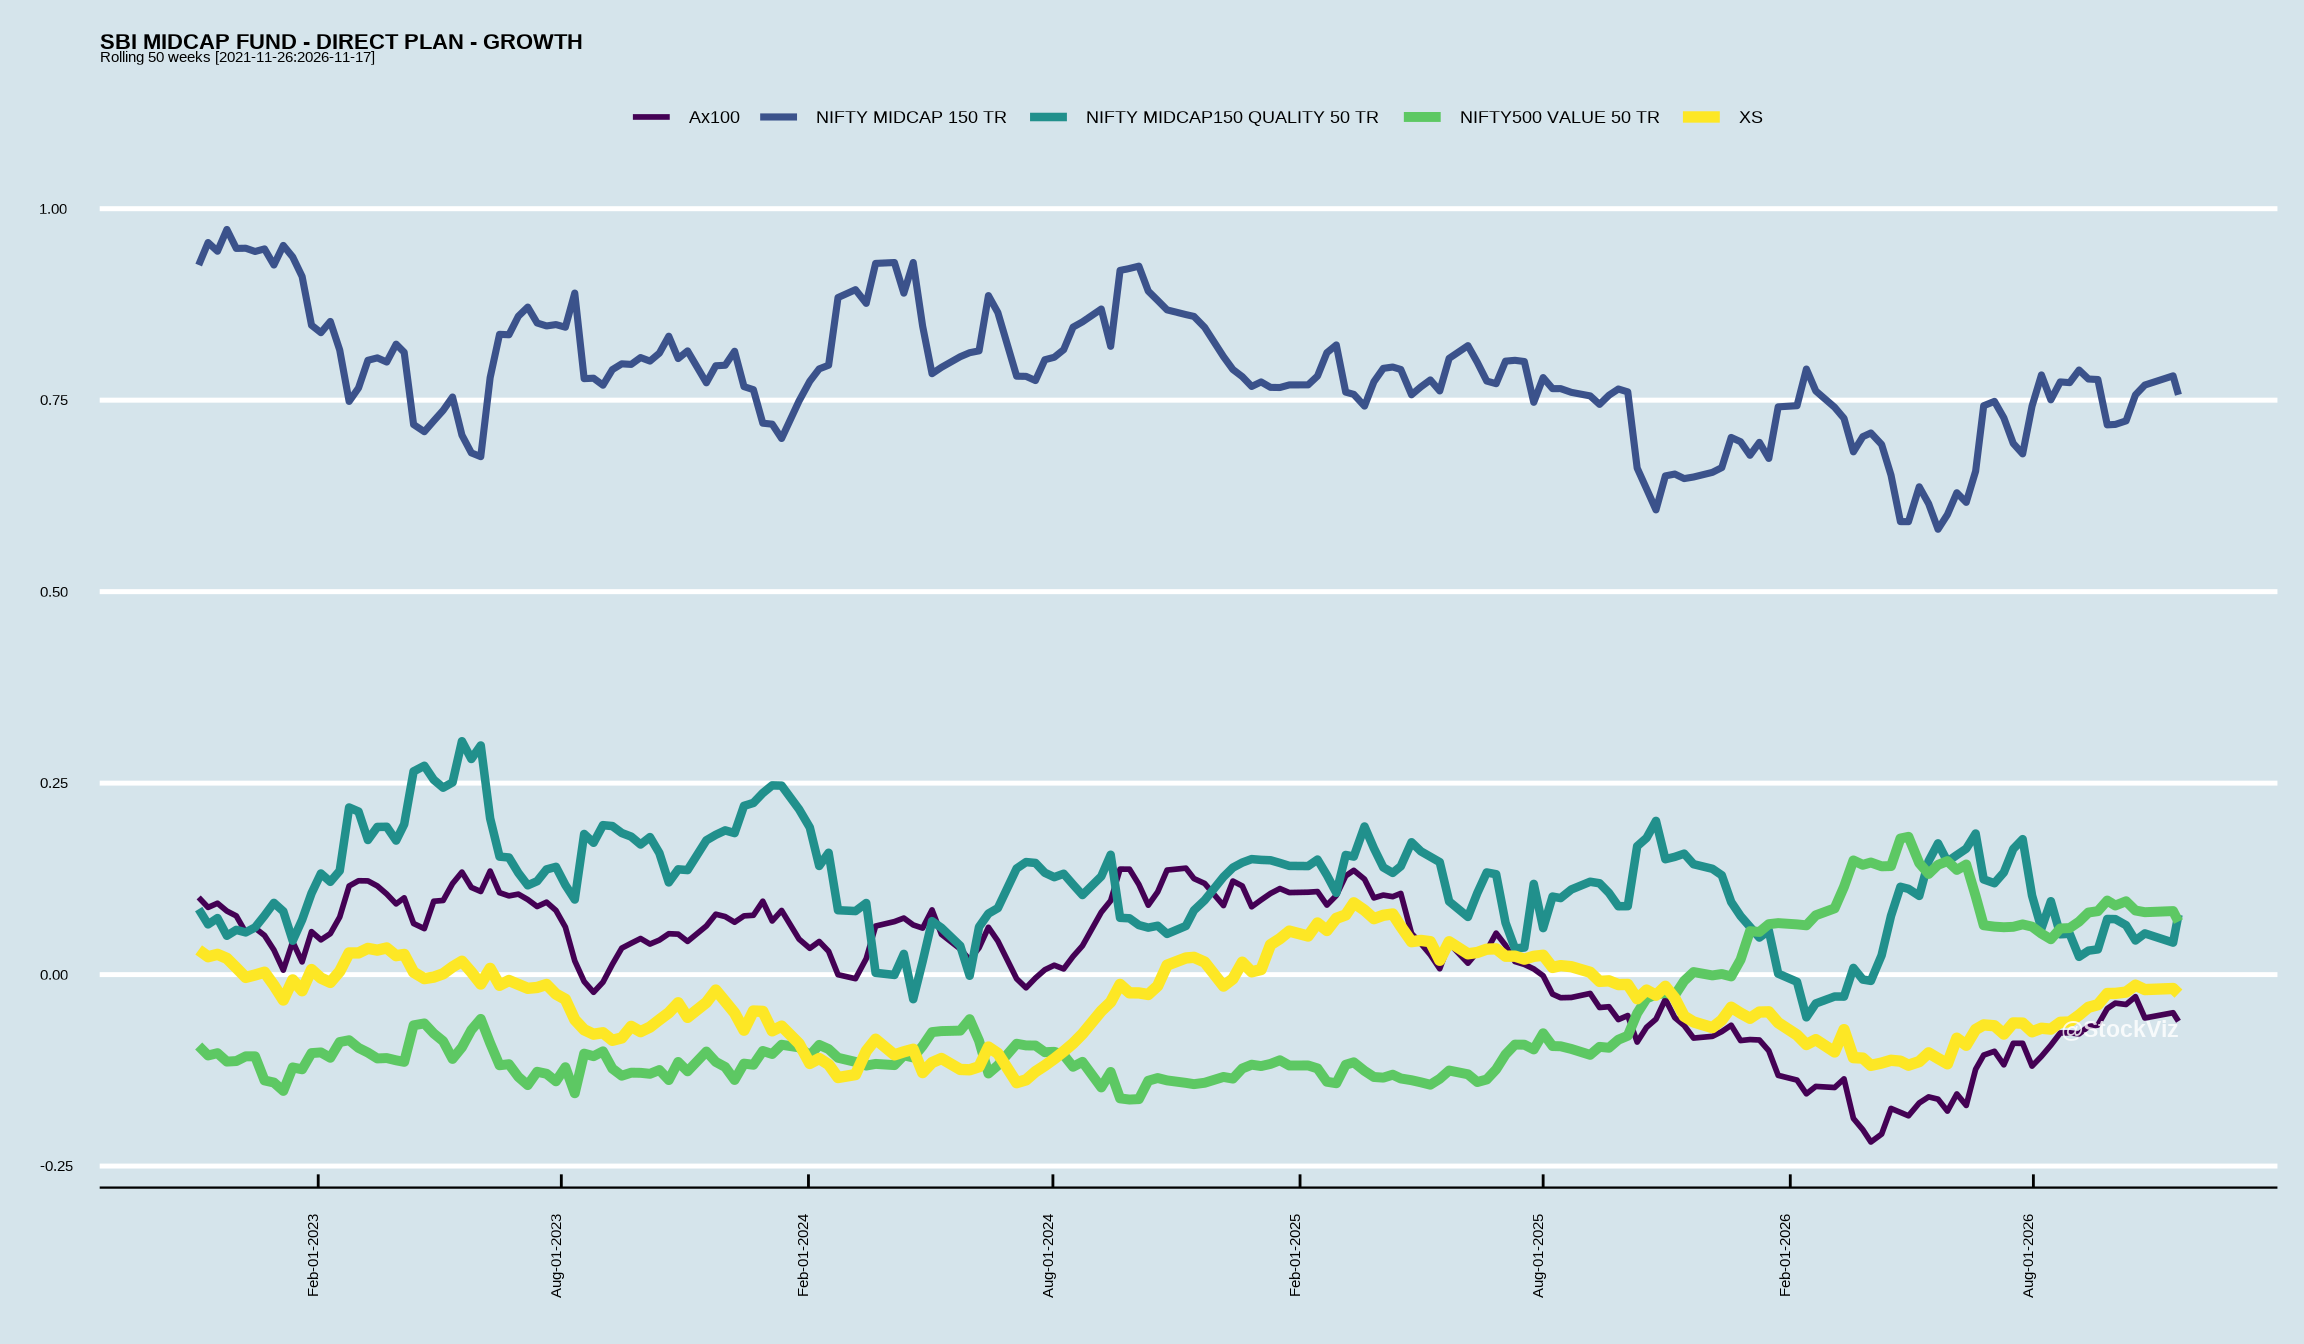 SBI MIDCAP FUND - DIRECT PLAN - GROWTH
Rolling 50 weeks [2021-11-26:2026-11-17]
Ax100 NIFTY MIDCAP 150 TR NIFTY MIDCAP150 QUALITY 50 TR NIFTY500 VALUE 50 TR XS
1.00
0.75
0.50
0.25
0.00
-0.25
@StockViz
Feb-01-2023
Aug-01-2023
Feb-01-2024
Aug-01-2024
Feb-01-2025
Aug-01-2025
Feb-01-2026
Aug-01-2026